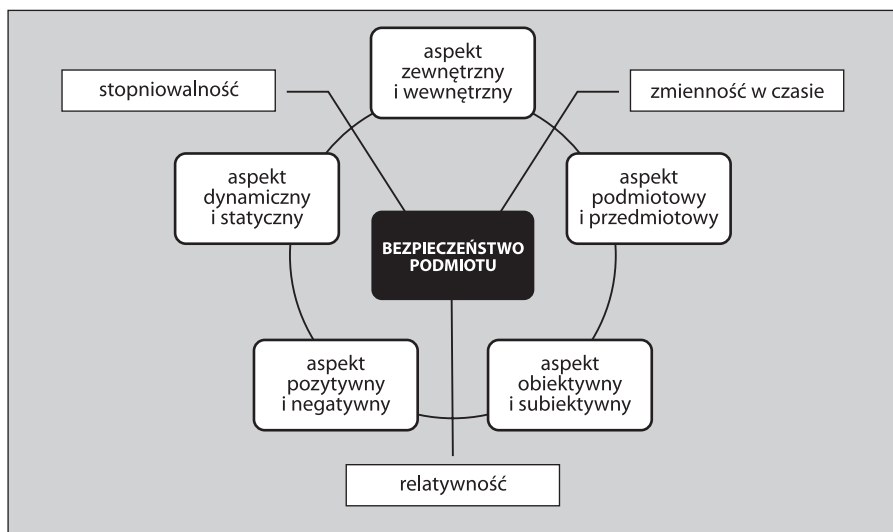 aspekt
zewnętrzny
i wewnętrzny
stopniowalność
zmienność w czasie
aspekt
dynamiczny
i statyczny
aspekt
podmiotowy
i przedmiotowy
BEZPIECZEŃSTWO
PODMIOTU
aspekt
pozytywny
i negatywny
aspekt
obiektywny
i subiektywny
relatywność